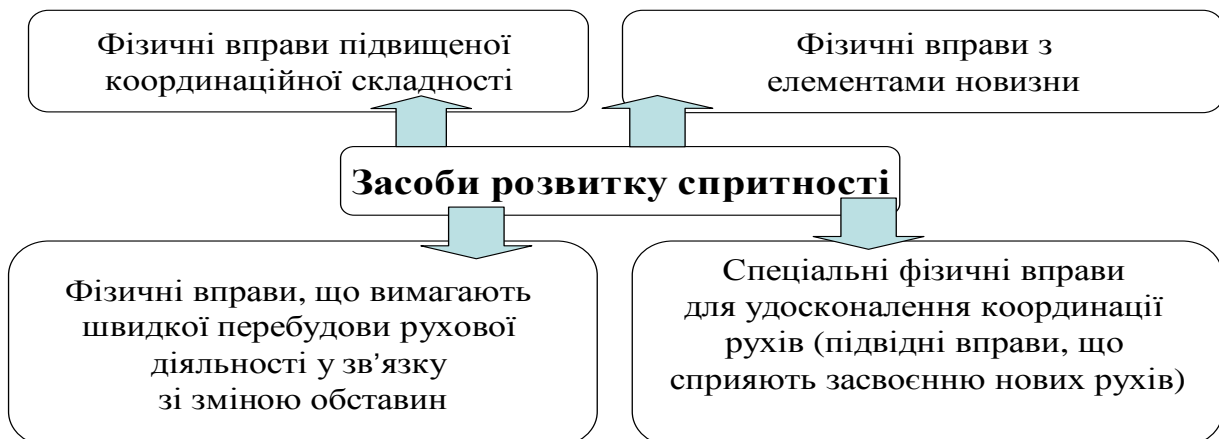 Фізичні вправи підвищеної
координаційної складності
Фізичні вправи з
елементами новизни
Засоби розвитку спритності
Фізичні вправи, що вимагають
швидкої перебудови рухової
діяльності у зв'язку
зі зміною обставин
Спеціальні фізичні вправи
для удосконалення координації
рухів (підвідні вправи, що
сприяють засвоєнню нових рухів)